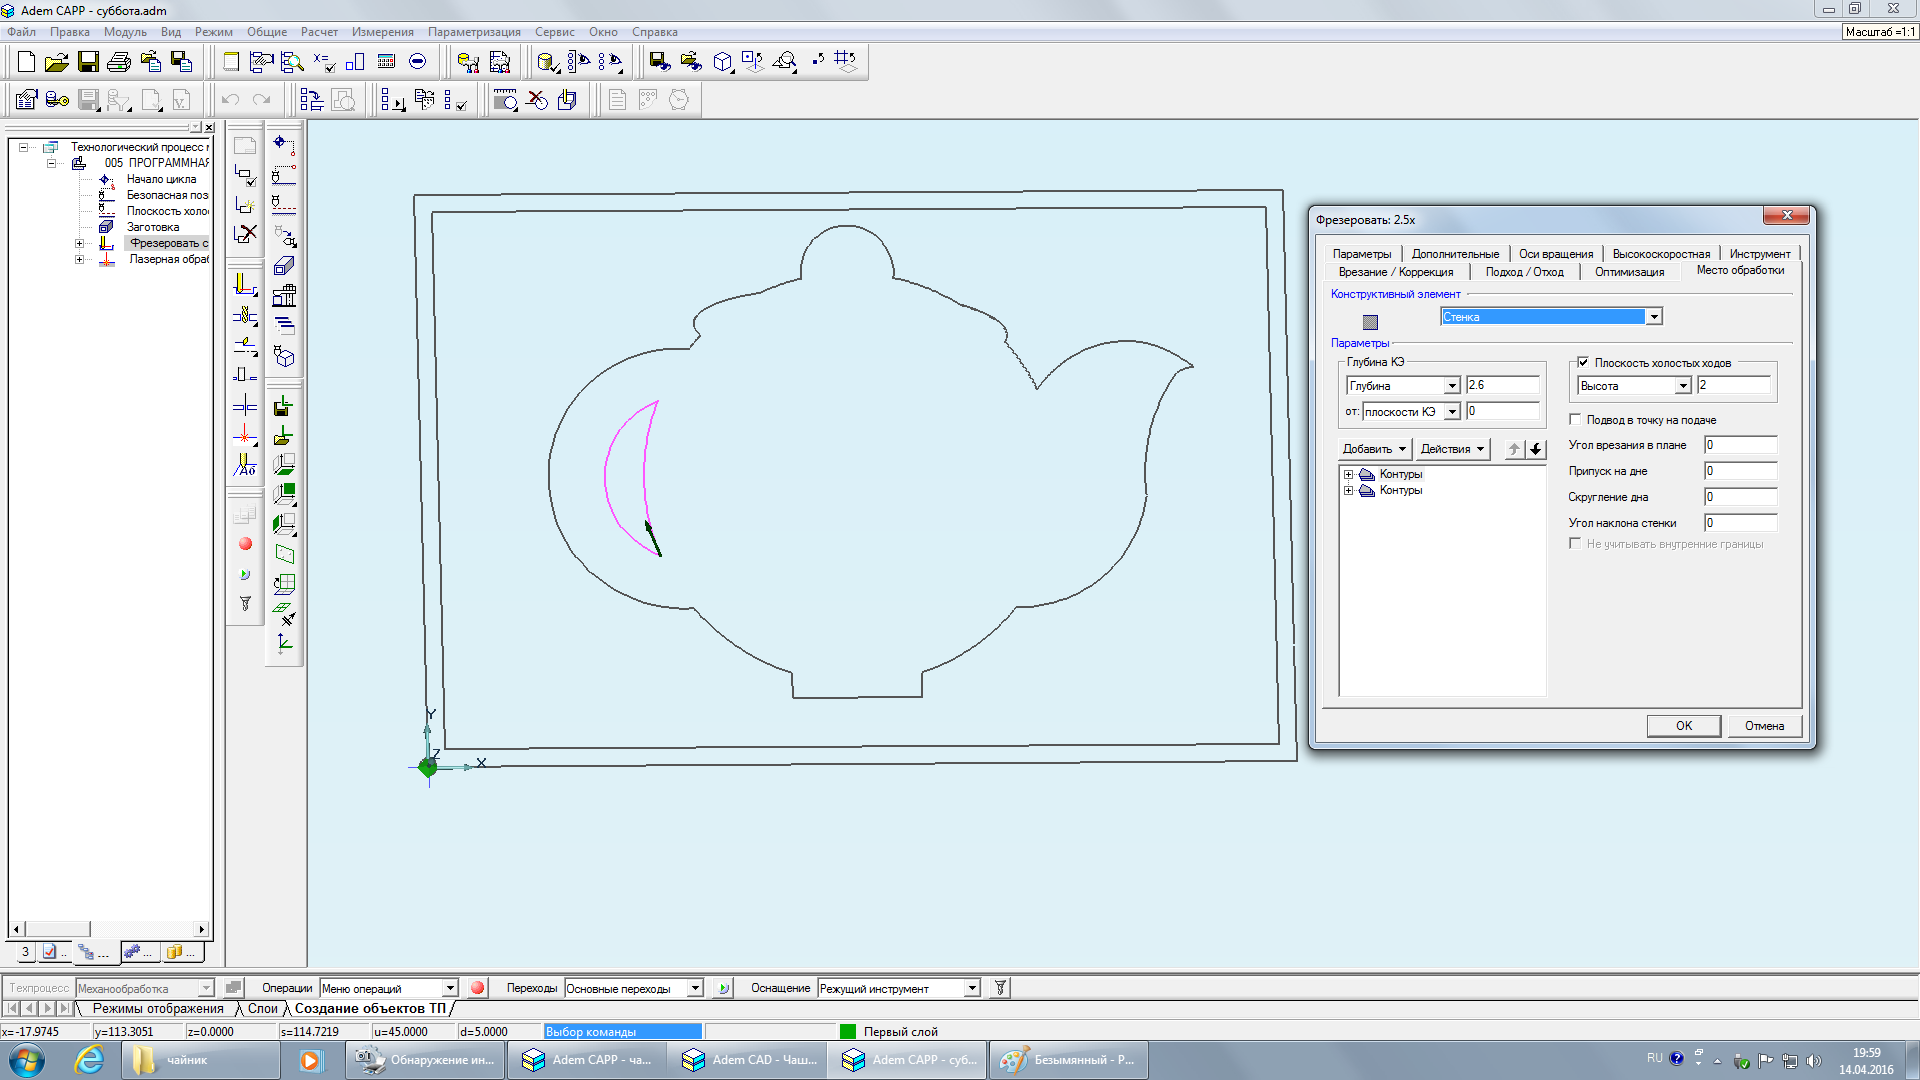 Adem CAPP - суббота.adm
Файл Правка Модуль Вид Режим Общие Расчет Измерения Параметризация Сервис Окно Справка
Масштаб =1:1
Технологический процесс
005 ПРОГРАММНАЯ
Начало цикла
Безопасная поз
Плоскость холо
Заготовка
Фрезеровать с
Лазерная обраб
3
Y
Z
X
Фрезеровать: 2.5x
Параметры Дополнительные Оси вращения Высокоскоростная Инструмент
Врезание / Коррекция Подход / Отход Оптимизация Место обработки
Конструктивный элемент
Стенка
Параметры
Глубина КЭ
Глубина 2.6
от: плоскости КЭ 0
Плоскость холостых ходов
Высота 2
Подвод в точку на подаче
Добавить Действия
Угол врезания в плане 0
Контуры
Контуры
Припуск на дне 0
Скругление дна 0
Угол наклона стенки 0
Не учитывать внутренние границы
OK Отмена
Техпроцесс Механообработка Операции Меню операций Переходы Основные переходы Оснащение Режущий инструмент
Режимы отображения Слои Создание объектов ТП
x=-17.9745 y=113.3051 z=0.0000 s=114.7219 u=45.0000 d=5.0000 Выбор команды Первый слой
чайник Обнаружение ин... Adem CAPP - ча... Adem CAD - Чаш... Adem CAPP - суб... Безымянный - P...
RU
19:59
14.04.2016